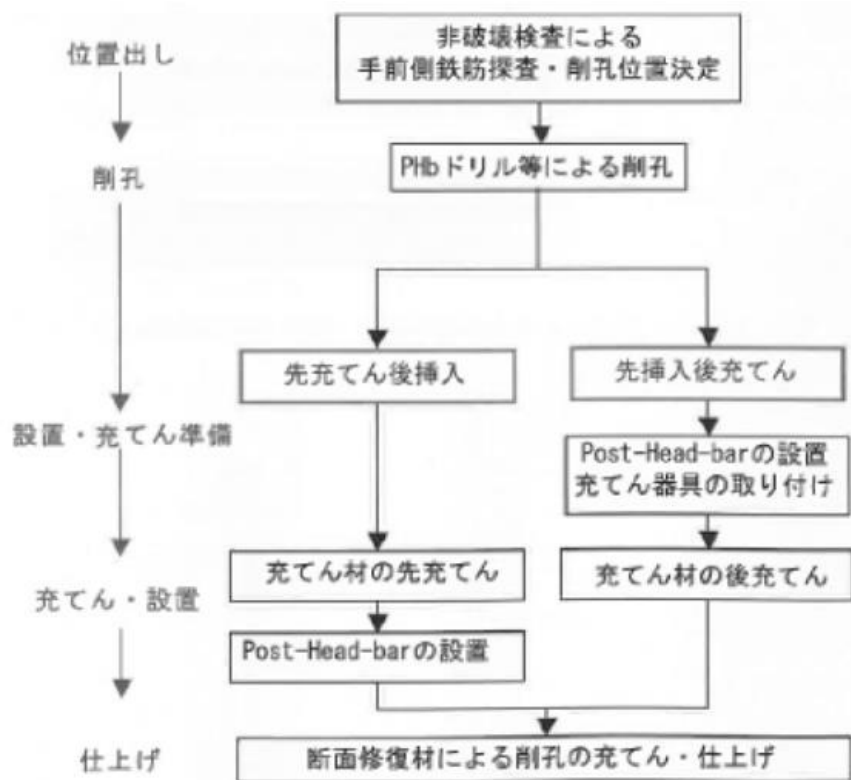 位置出し
非破壊検査による
手前側鉄筋探査・削孔位置決定
削孔
PHbドリル等による削孔
先充てん後挿入
先挿入後充てん
設置・充てん準備
Post-Head-barの設置
充てん器具の取り付け
充てん・設置
充てん材の先充てん
充てん材の後充てん
Post-Head-barの設置
仕上げ
断面修復材による削孔の充てん・仕上げ